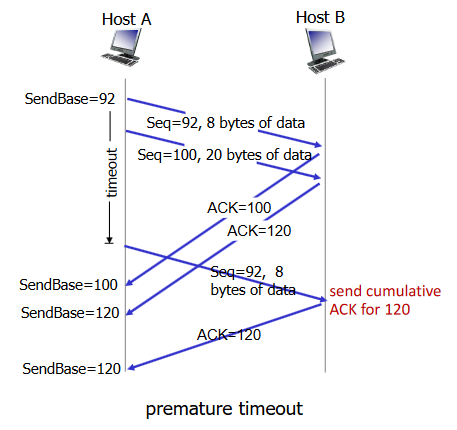 Host A
Host B
SendBase=92
Seq=92, 8 bytes of data
Seq=100, 20 bytes of data
timeout
ACK=100
ACK=120
Seq=92, 8
bytes of data
SendBase=100
send cumulative
ACK for 120
SendBase=120
ACK=120
SendBase=120
premature timeout